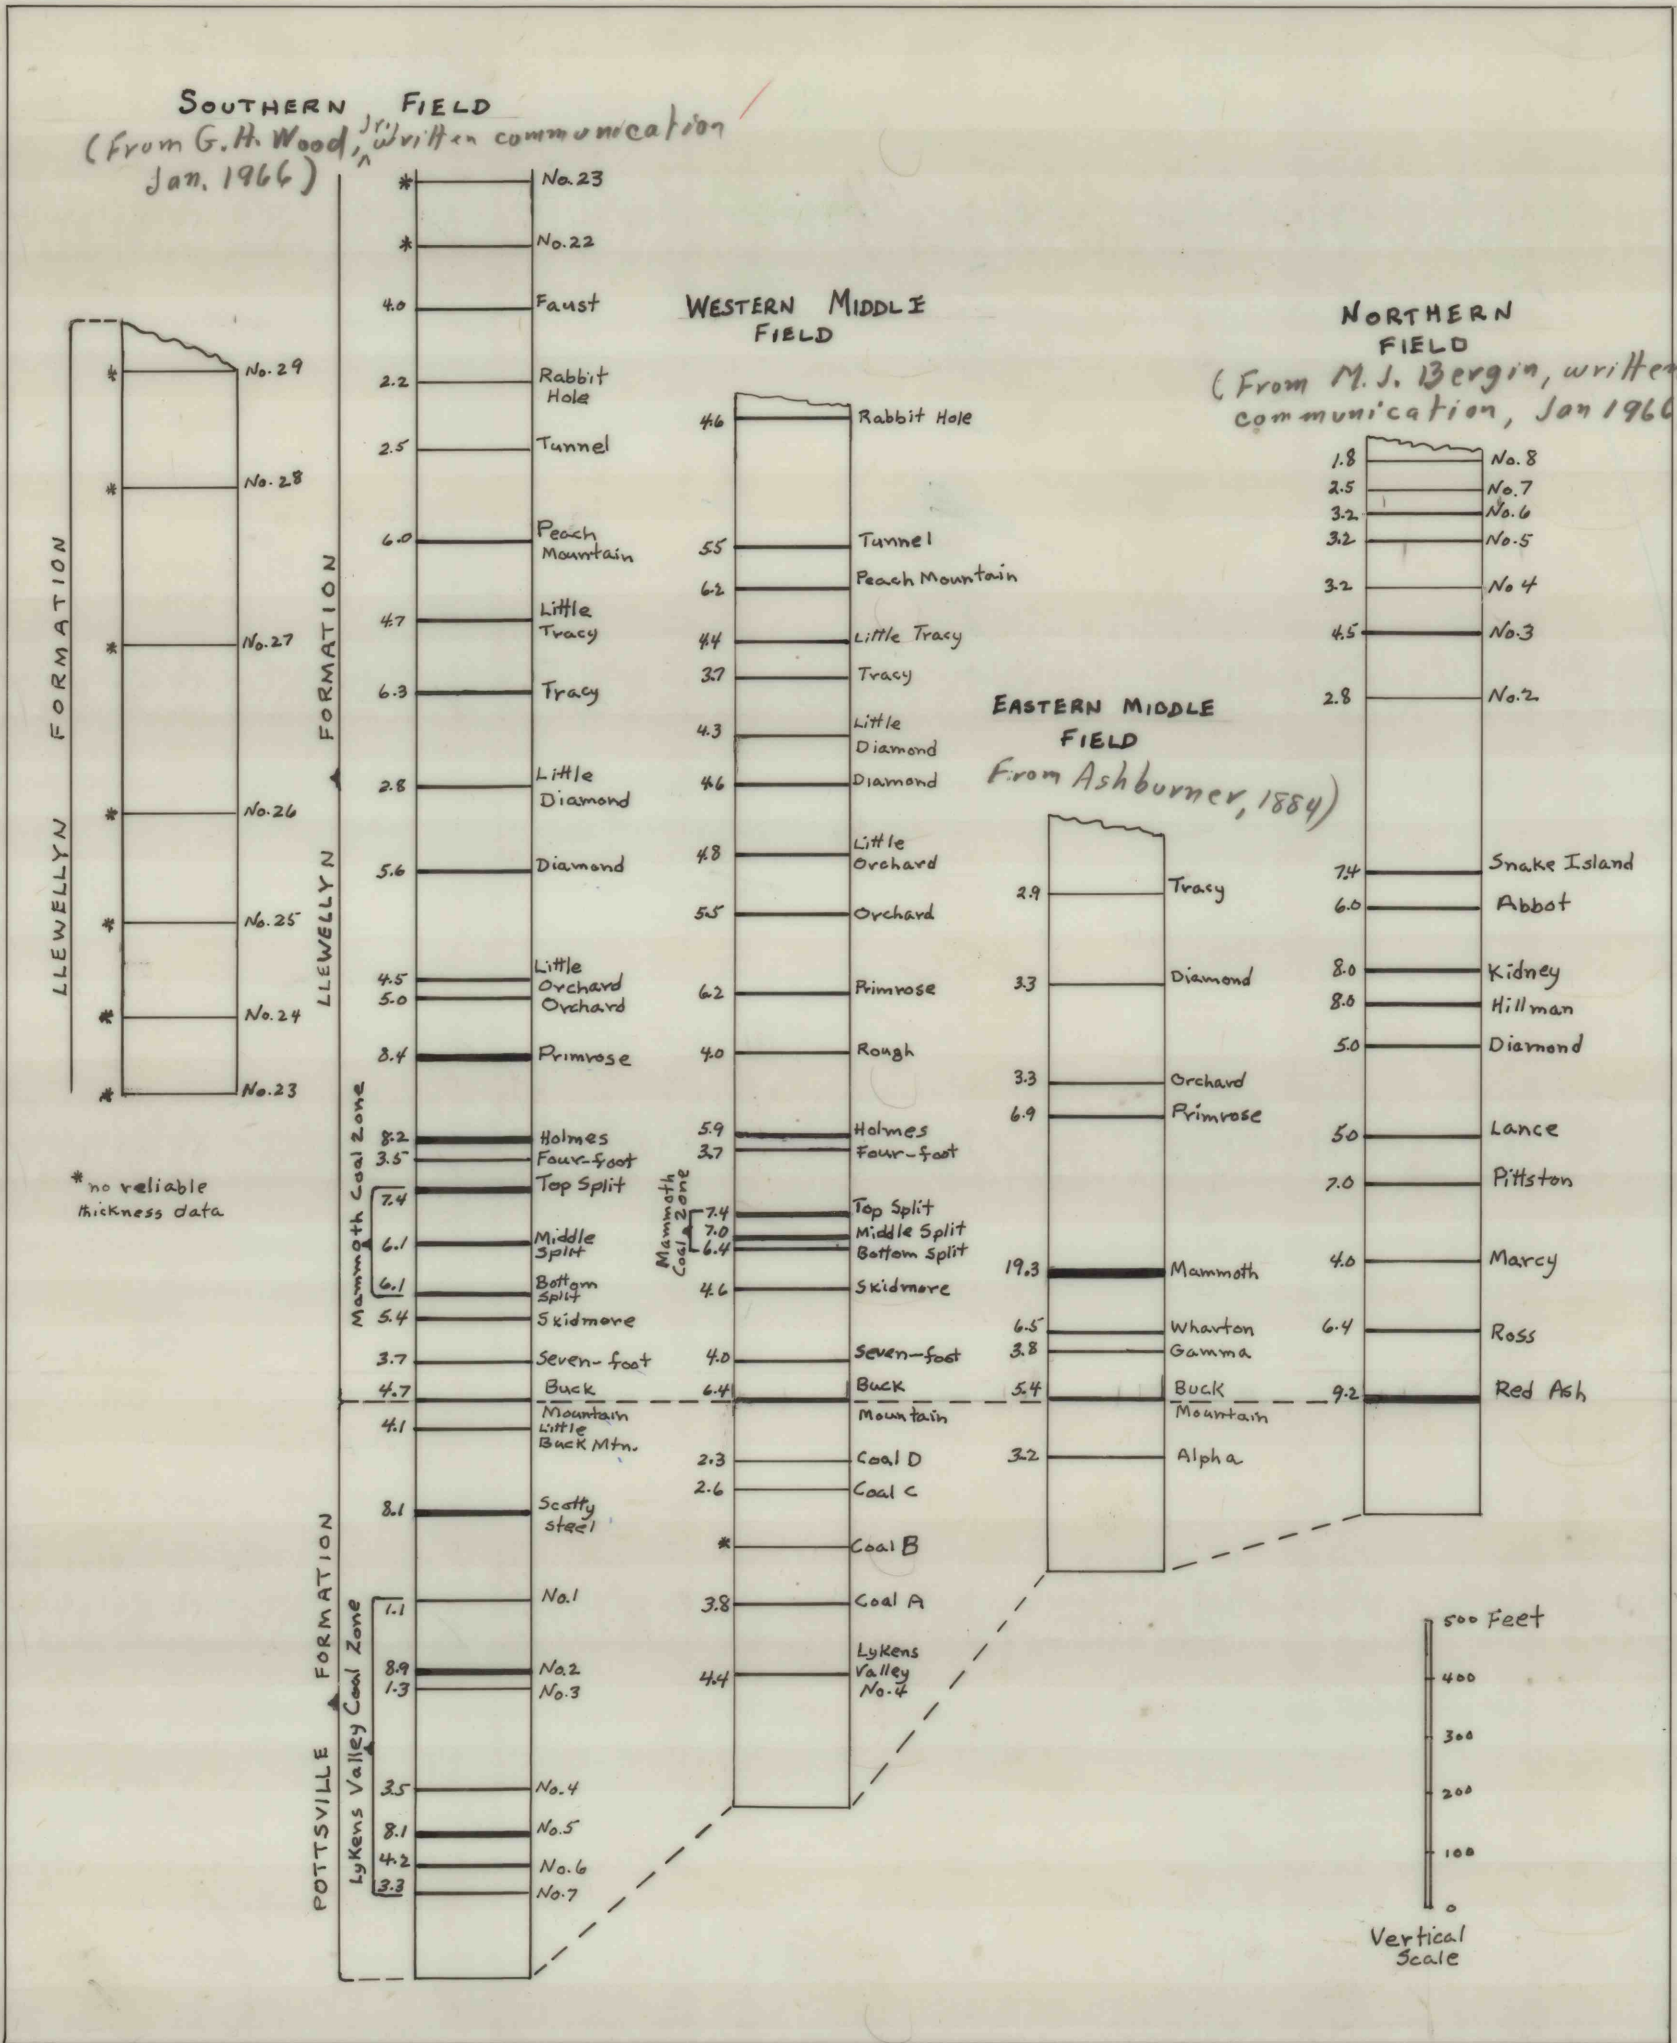 SOUTHERN FIELD
(From G. H. Wood, Jr., written communication
Jan. 1966)
LLEWELLYN FORMATION
* No. 29
* No. 28
* No. 27
* No. 26
* No. 25
* No. 24
* No. 23
* no reliable
thickness data
LLEWELLYN FORMATION
* No. 23
* No. 22
4.0 Faust
2.2 Rabbit
Hole
2.5 Tunnel
6.0 Peach
Mountain
4.7 Little
Tracy
6.3 Tracy
2.8 Little
Diamond
5.6 Diamond
4.5 Little
Orchard
5.0 Orchard
8.4 Primrose
8.2 Holmes
3.5 Four-foot
Mammoth Coal Zone
7.4 Top Split
6.1 Middle
Split
6.1 Bottom
Split
5.4 Skidmore
3.7 Seven-foot
4.7 Buck
Mountain
4.1 Little
Buck Mtn.
POTTSVILLE FORMATION
8.1 Scotty
steel
Lykens Valley Coal Zone
1.1 No.1
8.9 No.2
1.3 No.3
3.5 No.4
8.1 No.5
4.2 No.6
3.3 No.7
WESTERN MIDDLE
FIELD
4.6 Rabbit Hole
5.5 Tunnel
6.2 Peach Mountain
4.4 Little Tracy
3.7 Tracy
4.3 Little
Diamond
4.6 Diamond
4.8 Little
Orchard
5.5 Orchard
6.2 Primrose
4.0 Rough
5.9 Holmes
3.7 Four-foot
Mammoth
Coal Zone
7.4 Top Split
7.0 Middle Split
6.4 Bottom Split
4.6 Skidmore
4.0 Seven-foot
6.4 Buck
Mountain
2.3 Coal D
2.6 Coal C
* Coal B
3.8 Coal A
4.4 Lykens
Valley
No.4
EASTERN MIDDLE
FIELD
From Ashburner, 1884)
2.9 Tracy
3.3 Diamond
3.3 Orchard
6.9 Primrose
19.3 Mammoth
6.5 Wharton
3.8 Gamma
5.4 Buck
Mountain
3.2 Alpha
NORTHERN
FIELD
(From M. J. Bergin, written
communication, Jan 1966
1.8 No. 8
2.5 No. 7
3.2 No. 6
3.2 No. 5
3.2 No 4
4.5 No.3
2.8 No.2
7.4 Snake Island
6.0 Abbot
8.0 Kidney
8.0 Hillman
5.0 Diamond
50 Lance
7.0 Pittston
4.0 Marcy
6.4 Ross
9.2 Red Ash
500 Feet
400
300
200
100
0
Vertical
Scale